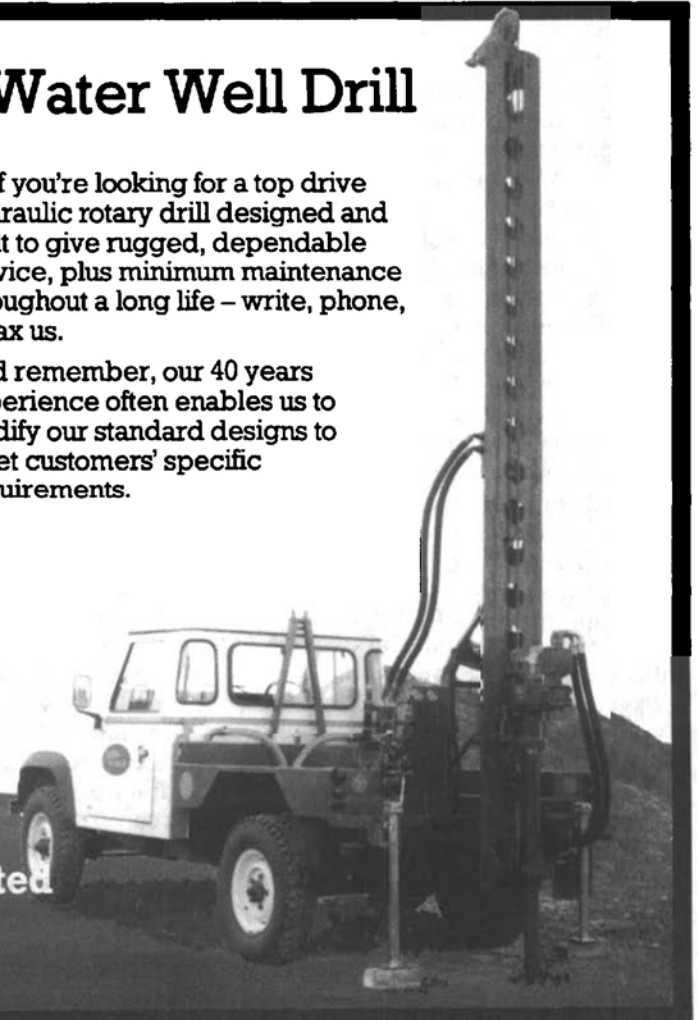 Water Well Drill
f you're looking for a top drive
raulic rotary drill designed and
t to give rugged, dependable
vice, plus minimum maintenance
oughout a long life – write, phone,
ax us.
d remember, our 40 years
perience often enables us to
dify our standard designs to
et customers' specific
uirements.
ted